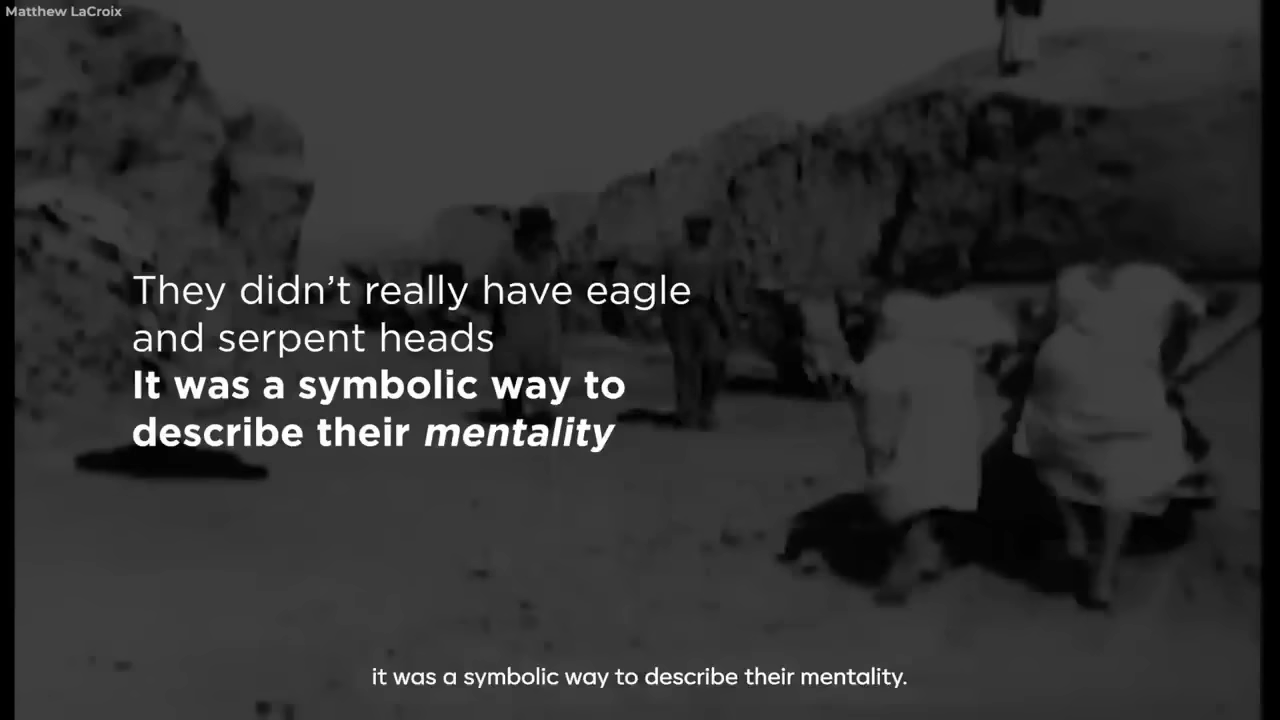 Matthew LaCroix
They didn’t really have eagle
and serpent heads
It was a symbolic way to
describe their mentality
it was a symbolic way to describe their mentality.